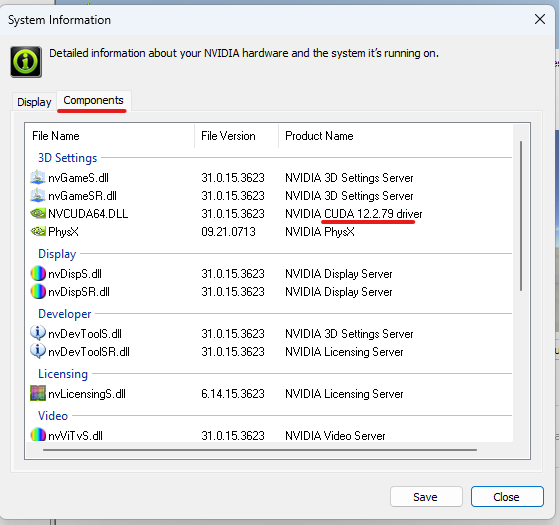 System Information
Detailed information about your NVIDIA hardware and the system it's running on.
Display Components
File Name File Version Product Name
3D Settings
nvGameS.dll 31.0.15.3623 NVIDIA 3D Settings Server
nvGameSR.dll 31.0.15.3623 NVIDIA 3D Settings Server
NVCUDA64.DLL 31.0.15.3623 NVIDIA CUDA 12.2.79 driver
PhysX 09.21.0713 NVIDIA PhysX
Display
nvDispS.dll 31.0.15.3623 NVIDIA Display Server
nvDispSR.dll 31.0.15.3623 NVIDIA Display Server
Developer
nvDevToolS.dll 31.0.15.3623 NVIDIA 3D Settings Server
nvDevToolSR.dll 31.0.15.3623 NVIDIA Licensing Server
Licensing
nvLicensingS.dll 6.14.15.3623 NVIDIA Licensing Server
Video
nvViTvS.dll 31.0.15.3623 NVIDIA Video Server
Save Close